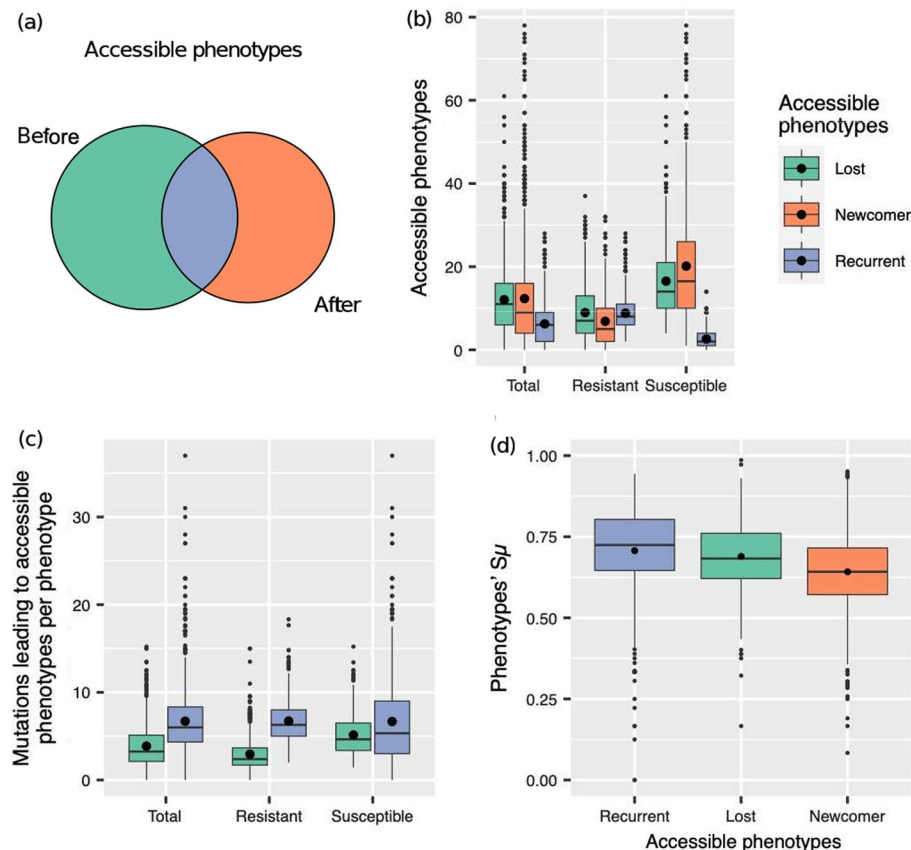 (a)
Accessible phenotypes
Before
After
(b)
Accessible phenotypes
80
60
40
20
0
Total Resistant Susceptible
Accessible
phenotypes
Lost
Newcomer
Recurrent
(c)
Mutations leading to accessible
phenotypes per phenotype
30
20
10
0
Total Resistant Susceptible
(d)
Phenotypes' Sμ
1.00
0.75
0.50
0.25
0.00
Recurrent Lost Newcomer
Accessible phenotypes